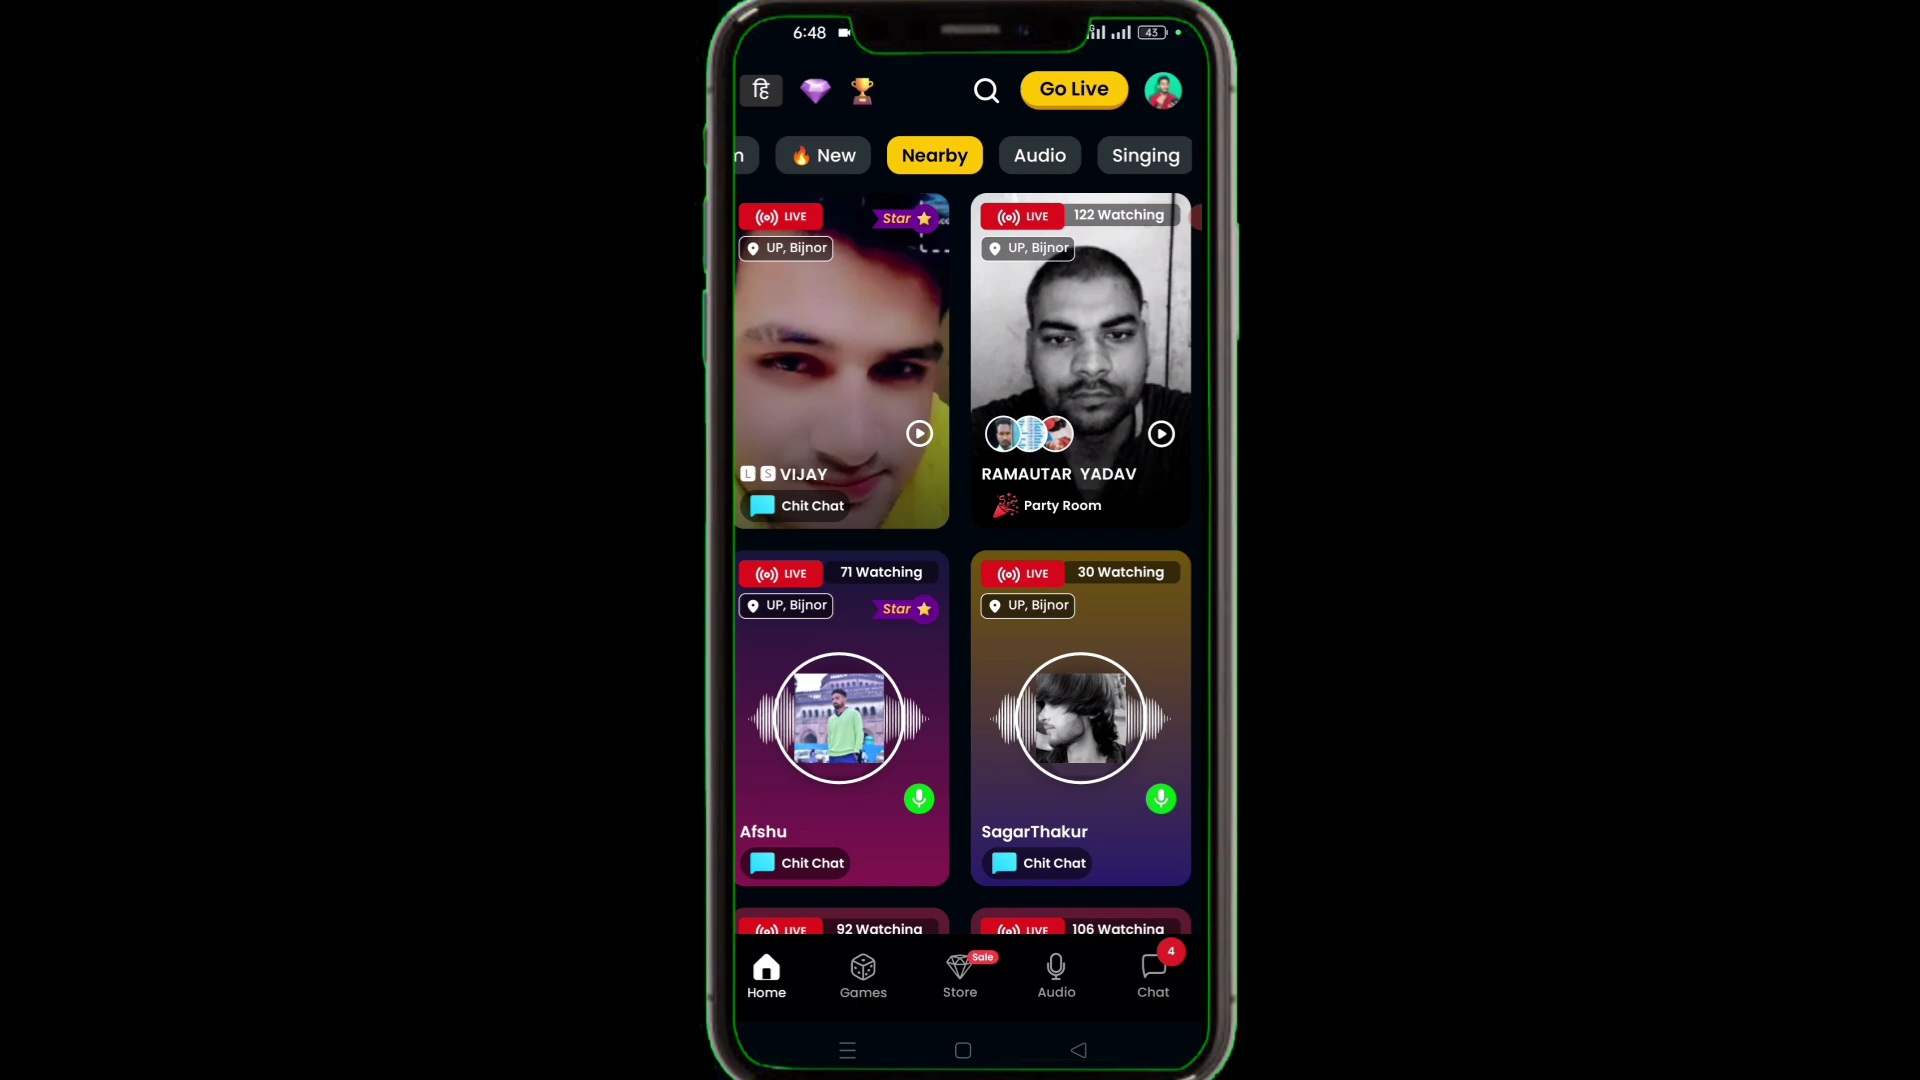 6:48
43
हि
Go Live
🔥 New
Nearby
Audio
Singing
LIVE
Star
UP, Bijnor
LIVE
122 Watching
UP, Bijnor
L S VIJAY
Chit Chat
RAMAUTAR YADAV
Party Room
LIVE
71 Watching
UP, Bijnor
Star
LIVE
30 Watching
UP, Bijnor
Afshu
Chit Chat
SagarThakur
Chit Chat
LIVE
92 Watching
LIVE
106 Watching
Home
Games
Sale
Store
Audio
4
Chat